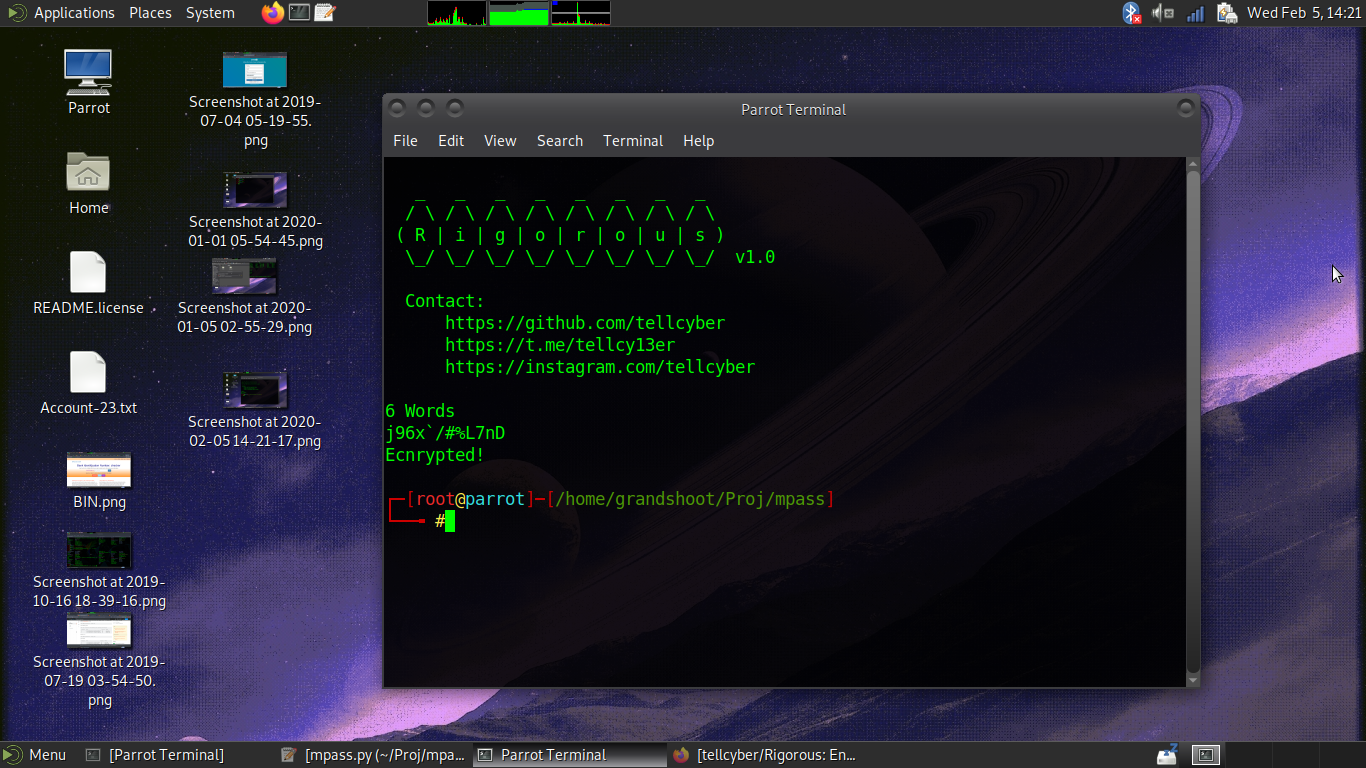 Applications Places System
Wed Feb 5, 14:21
Parrot
Home
README.license
Account-23.txt
BIN.png
Screenshot at 2019-
10-16 18-39-16.png
Screenshot at 2019-
07-19 03-54-50.
png
Screenshot at 2019-
07-04 05-19-55.
png
Screenshot at 2020-
01-01 05-54-45.png
Screenshot at 2020-
01-05 02-55-29.png
Screenshot at 2020-
02-05 14-21-17.png
Parrot Terminal
File Edit View Search Terminal Help
( R | i | g | o | r | o | u | s )
v1.0
Contact:
https://github.com/tellcyber
https://t.me/tellcy13er
https://instagram.com/tellcyber
6 Words
j96x`/#%L7nD
Ecnrypted!
[root@parrot]─[/home/grandshoot/Proj/mpass]
#
Menu [Parrot Terminal] [mpass.py (~/Proj/mpa... Parrot Terminal [tellcyber/Rigorous: En...